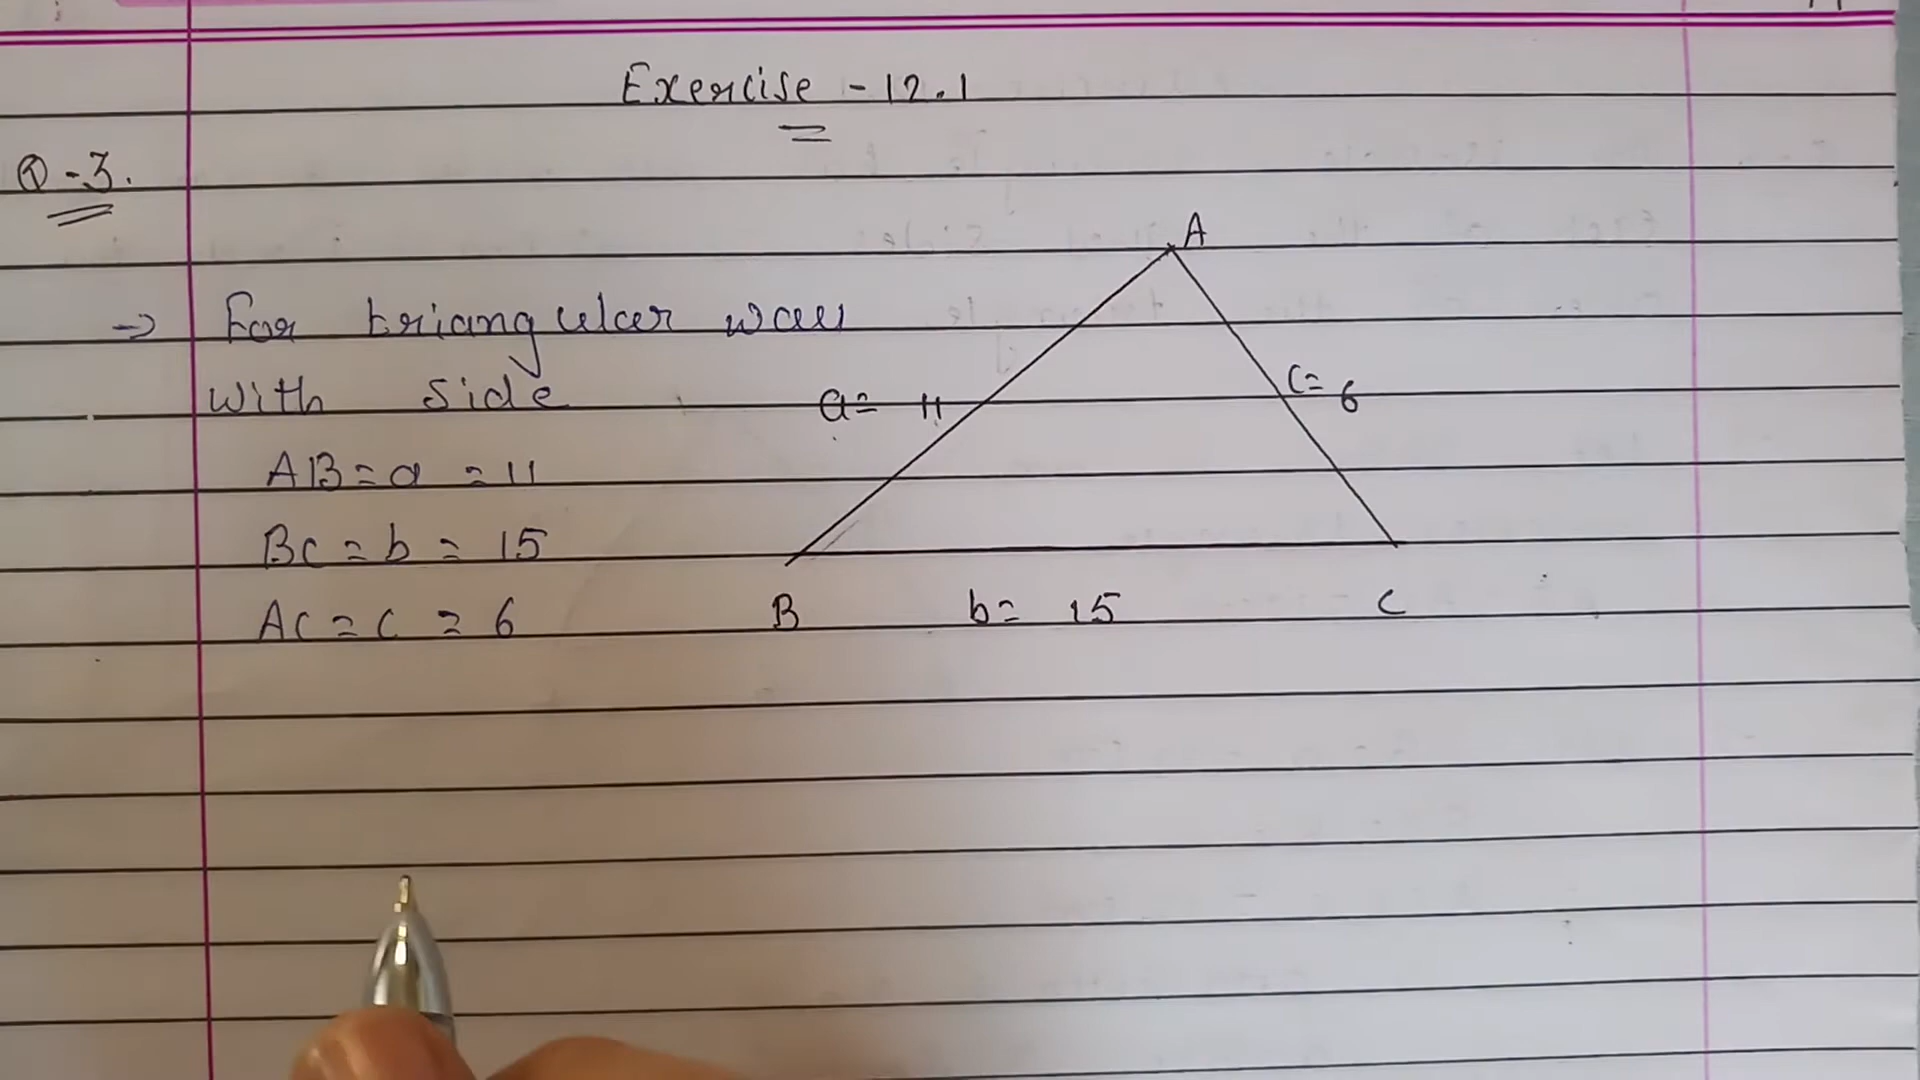 Exercise - 12.1
Q-3.
→ For triangular wall
with side
AB = a = 11
BC = b = 15
AC = c = 6
A
a = 11
c = 6
B
b = 15
C